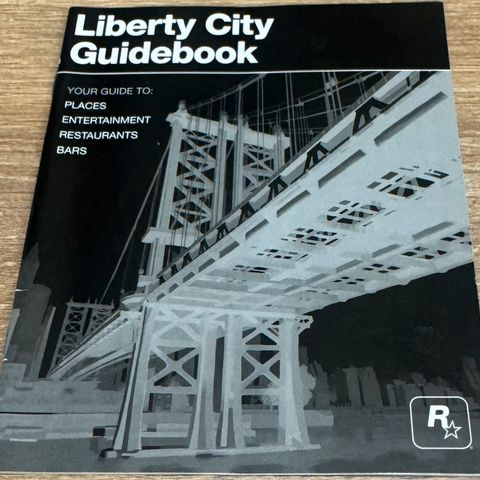 Liberty City
Guidebook
YOUR GUIDE TO:
PLACES
ENTERTAINMENT
RESTAURANTS
BARS
R